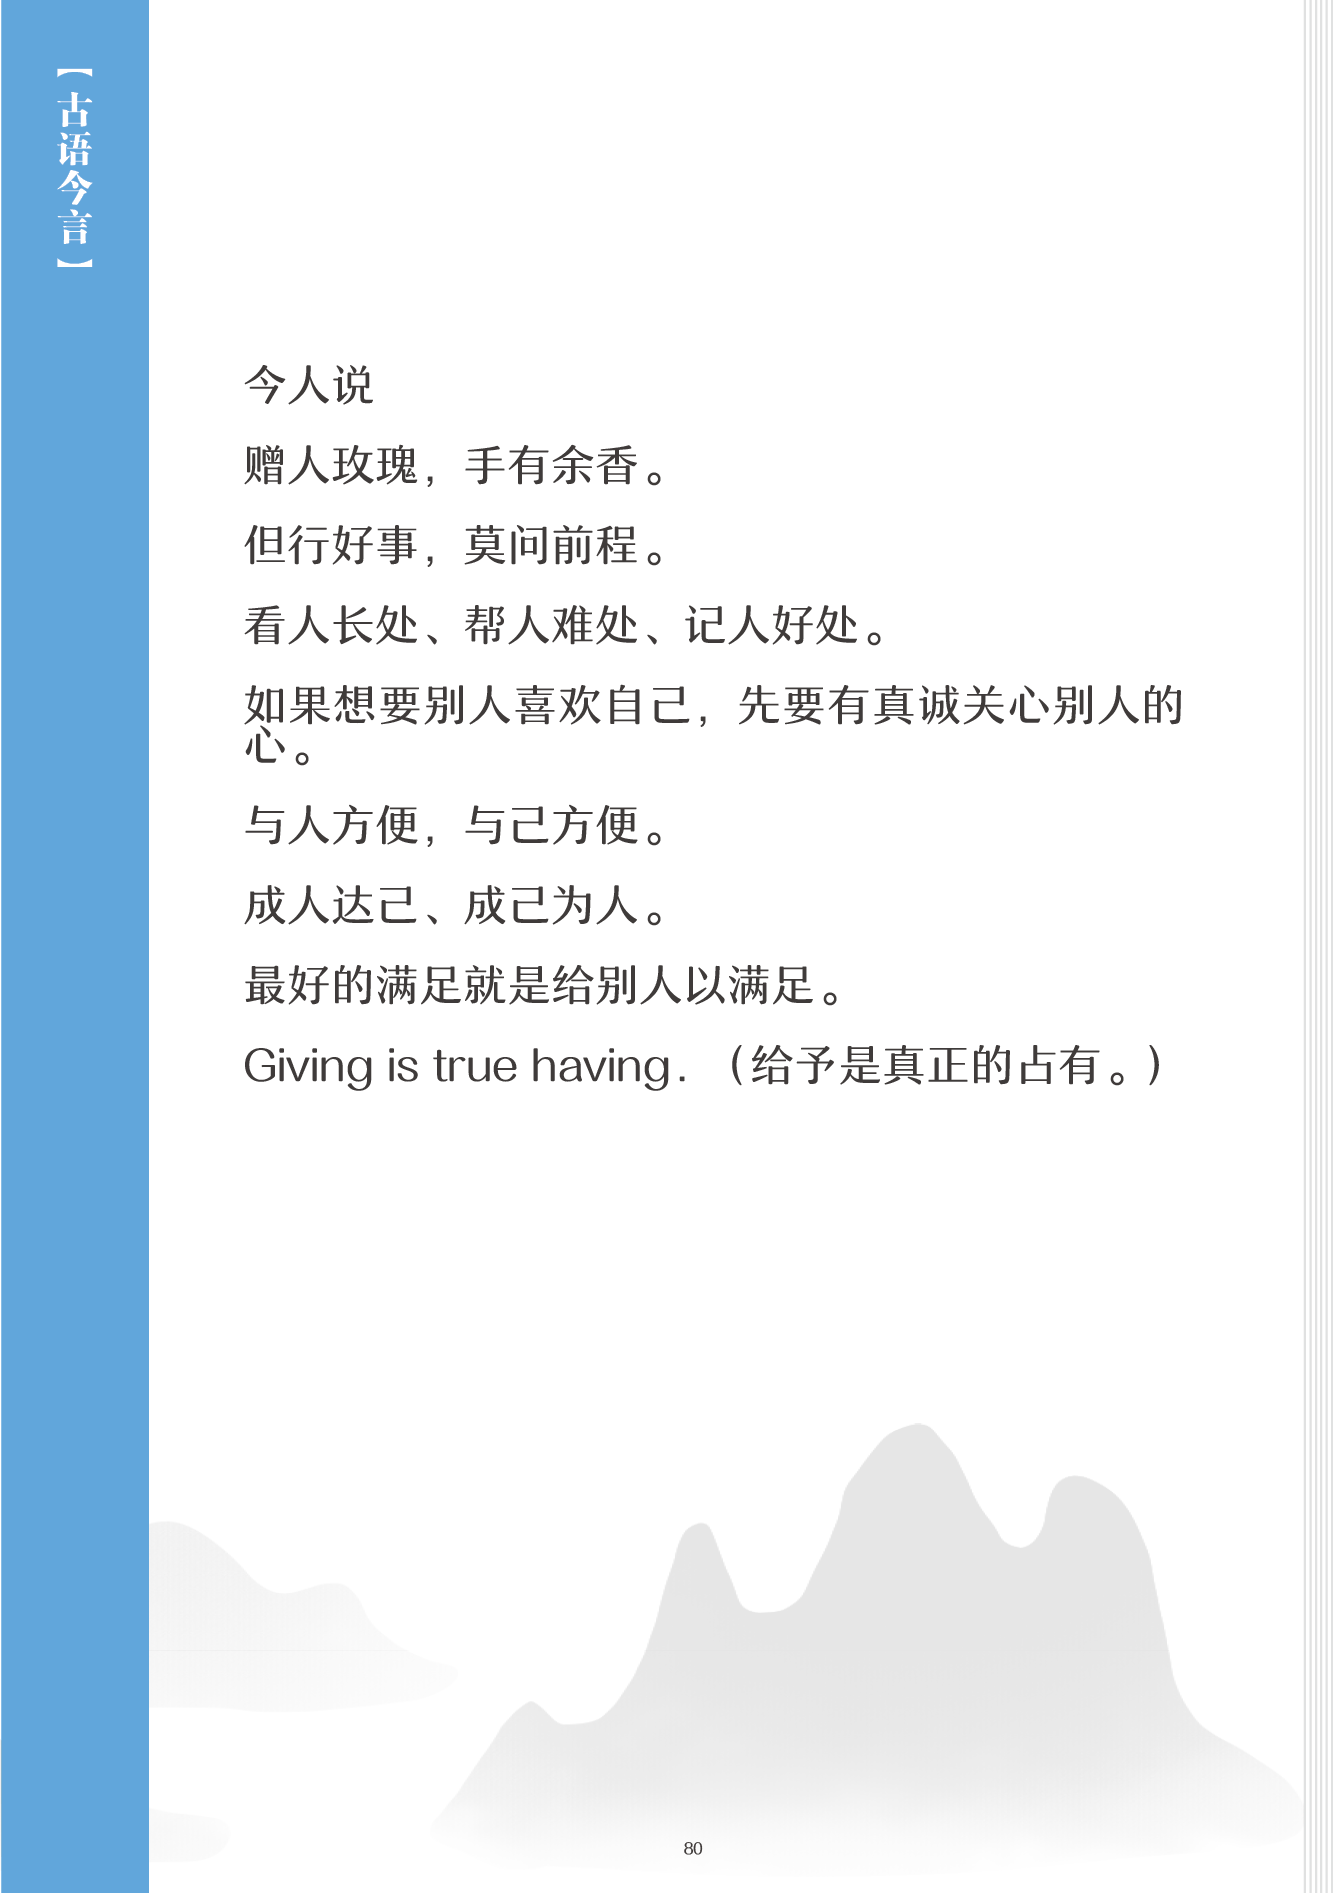 【古语今言】
今人说
赠人玫瑰，手有余香。
但行好事，莫问前程。
看人长处、帮人难处、记人好处。
如果想要别人喜欢自己，先要有真诚关心别人的
心。
与人方便，与己方便。
成人达己、成己为人。
最好的满足就是给别人以满足。
Giving is true having.（给予是真正的占有。）
80